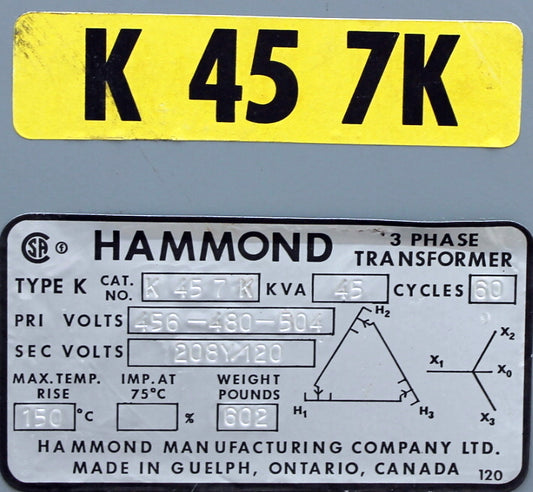 K 45 7K
CSA HAMMOND 3 PHASE TRANSFORMER
TYPE K CAT. NO. K 45 7 K KVA 45 CYCLES 60
PRI VOLTS 456-480-504
SEC VOLTS 208Y/120
MAX. TEMP. RISE 150 °C IMP. AT 75°C % WEIGHT POUNDS 602
H2
H1 H3
X2
X1 X0
X3
HAMMOND MANUFACTURING COMPANY LTD.
MADE IN GUELPH, ONTARIO, CANADA 120